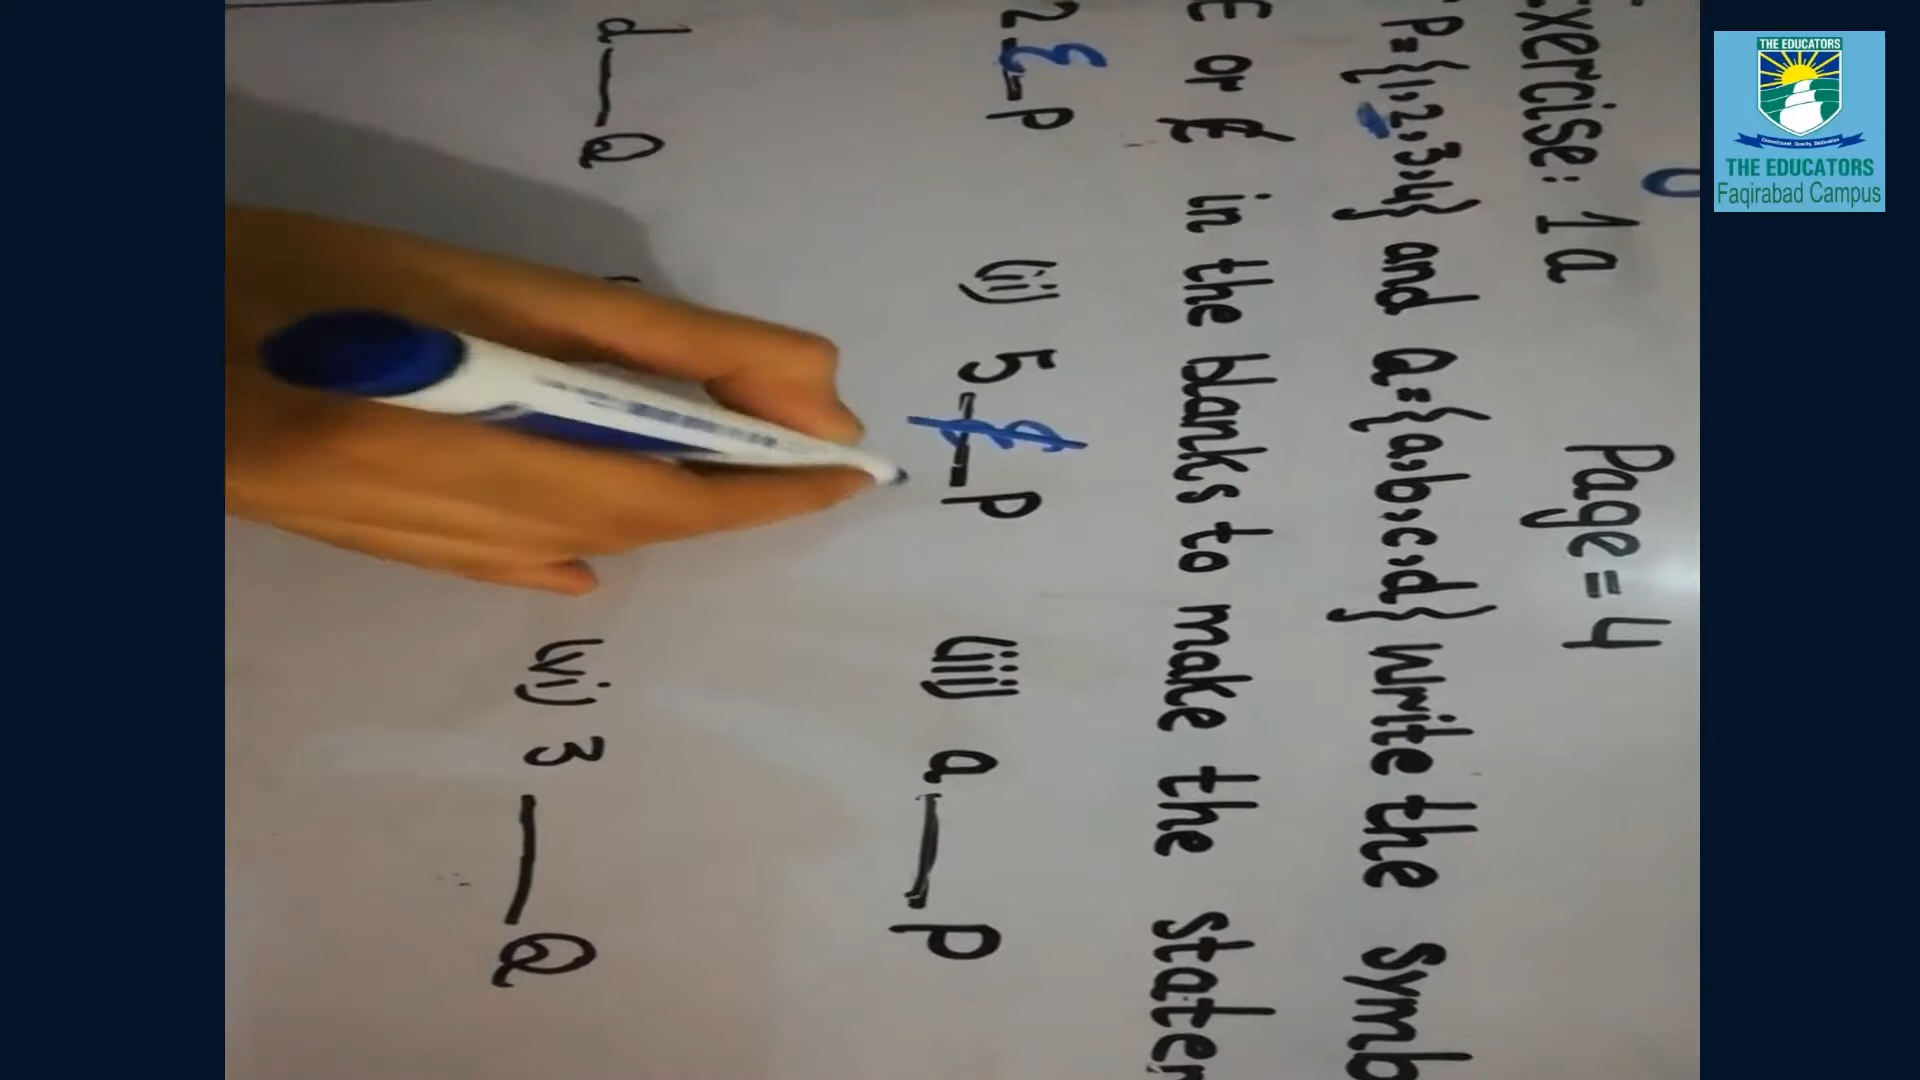 Exercise: 1a Page = 4
P={1,2,3,4} and Q={a,b,c,d} write the symb
∈ or ∉ in the blanks to make the statem
2 ∈ P (ii) 5 ∉ P (iii) a __ P
d __ Q (vi) 3 __ Q
THE EDUCATORS
THE EDUCATORS
Faqirabad Campus